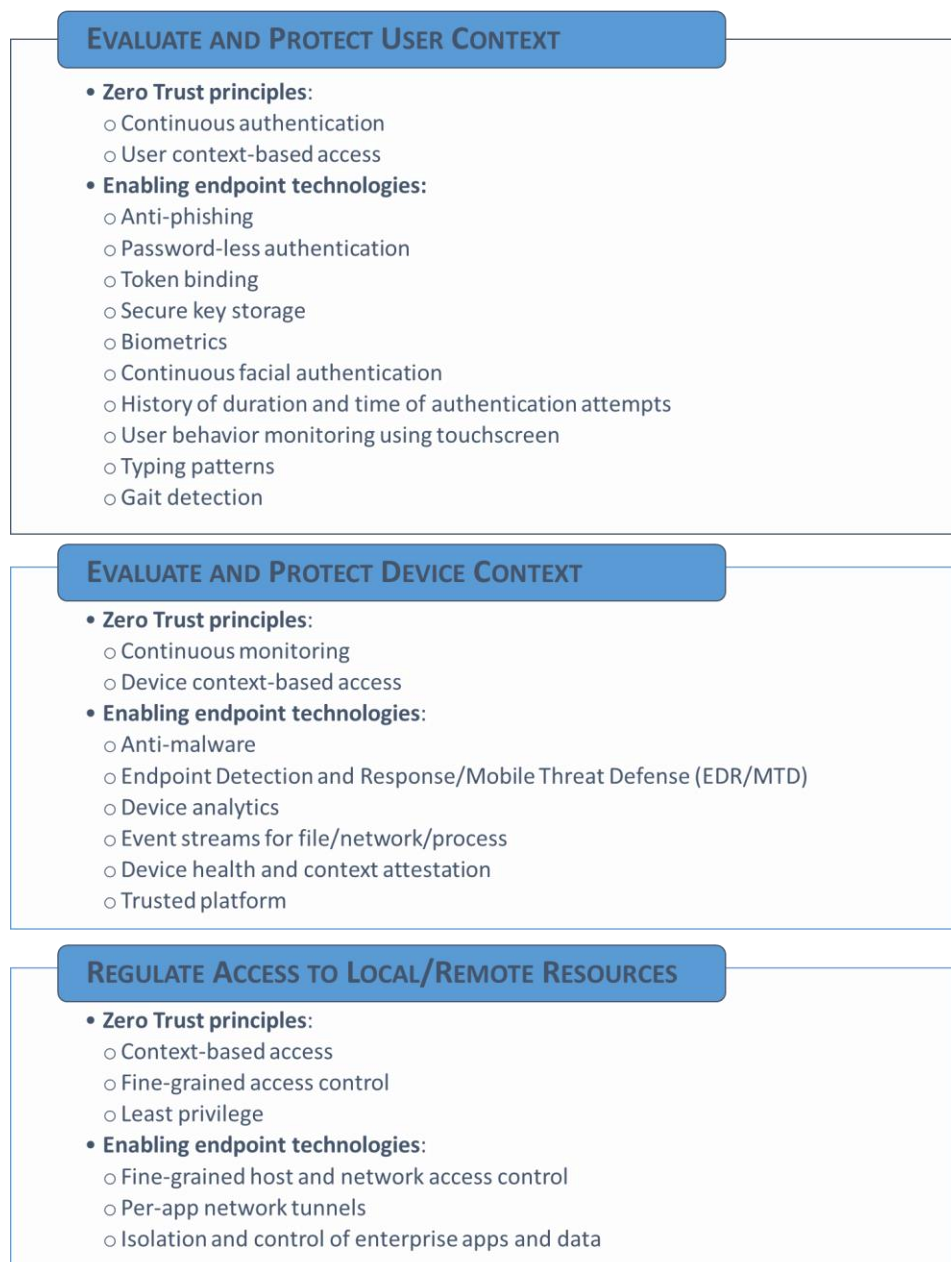 EVALUATE AND PROTECT USER CONTEXT
• Zero Trust principles:
o Continuous authentication
o User context-based access
• Enabling endpoint technologies:
o Anti-phishing
o Password-less authentication
o Token binding
o Secure key storage
o Biometrics
o Continuous facial authentication
o History of duration and time of authentication attempts
o User behavior monitoring using touchscreen
o Typing patterns
o Gait detection
EVALUATE AND PROTECT DEVICE CONTEXT
• Zero Trust principles:
o Continuous monitoring
o Device context-based access
• Enabling endpoint technologies:
o Anti-malware
o Endpoint Detection and Response/Mobile Threat Defense (EDR/MTD)
o Device analytics
o Event streams for file/network/process
o Device health and context attestation
o Trusted platform
REGULATE ACCESS TO LOCAL/REMOTE RESOURCES
• Zero Trust principles:
o Context-based access
o Fine-grained access control
o Least privilege
• Enabling endpoint technologies:
o Fine-grained host and network access control
o Per-app network tunnels
o Isolation and control of enterprise apps and data